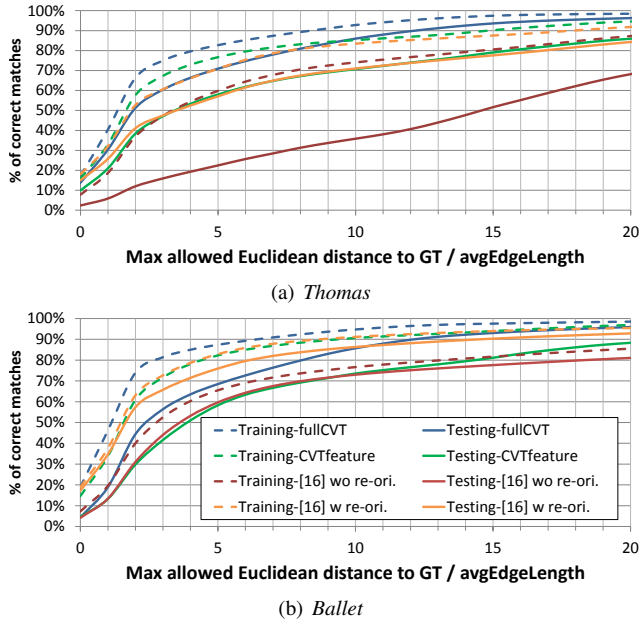 100%
90%
80%
70%
60%
50%
40%
30%
20%
10%
0%
% of correct matches
0 5 10 15 20
Max allowed Euclidean distance to GT / avgEdgeLength
(a) Thomas
100%
90%
80%
70%
60%
50%
40%
30%
20%
10%
0%
% of correct matches
Training-fullCVT Testing-fullCVT
Training-CVTfeature Testing-CVTfeature
Training-[16] wo re-ori. Testing-[16] wo re-ori.
Training-[16] w re-ori. Testing-[16] w re-ori.
0 5 10 15 20
Max allowed Euclidean distance to GT / avgEdgeLength
(b) Ballet